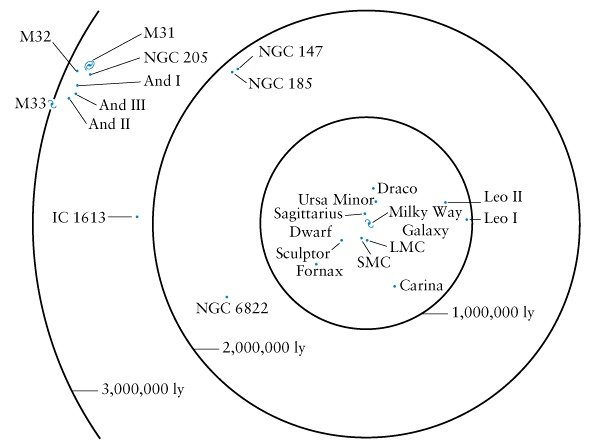 M32
M31
NGC 205
And I
M33
And III
And II
NGC 147
NGC 185
Draco
Ursa Minor
Leo II
Sagittarius
Milky Way
Leo I
Dwarf
Galaxy
LMC
Sculptor
SMC
Fornax
Carina
IC 1613
NGC 6822
1,000,000 ly
2,000,000 ly
3,000,000 ly